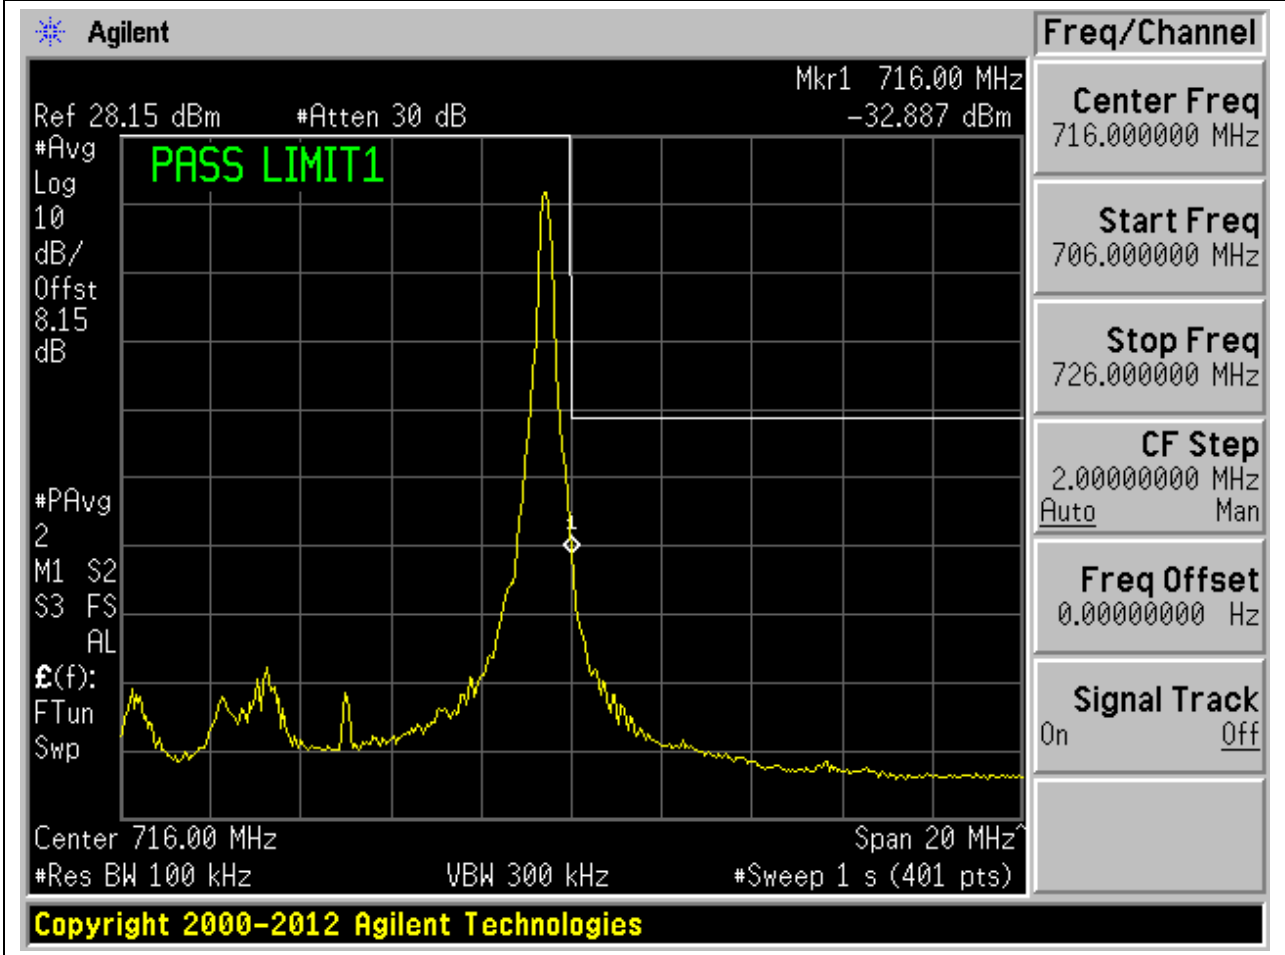 Agilent
Freq/Channel
Mkr1 716.00 MHz
Ref 28.15 dBm #Atten 30 dB -32.887 dBm
#Avg
Log
10
dB/
Offst
8.15
dB
PASS LIMIT1
#PAvg
2
M1 S2
S3 FS
AL
£(f):
FTun
Swp
1
Center 716.00 MHz Span 20 MHz^
#Res BW 100 kHz VBW 300 kHz #Sweep 1 s (401 pts)
Center Freq
716.000000 MHz
Start Freq
706.000000 MHz
Stop Freq
726.000000 MHz
CF Step
2.00000000 MHz
Auto Man
Freq Offset
0.00000000 Hz
Signal Track
On Off
Copyright 2000-2012 Agilent Technologies